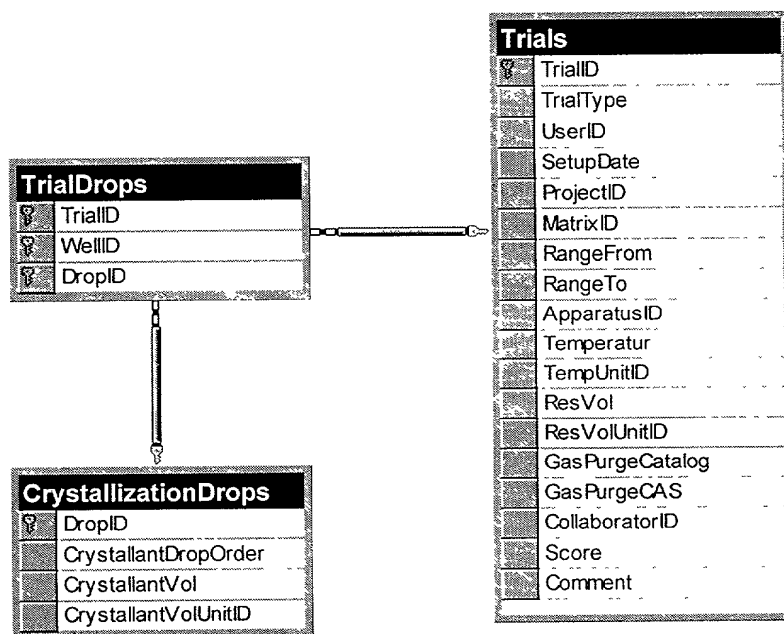 TrialDrops
TrialID
WellID
DropID
CrystallizationDrops
DropID
CrystallantDropOrder
CrystallantVol
CrystallantVolUnitID
Trials
TrialID
TrialType
UserID
SetupDate
ProjectID
MatrixID
RangeFrom
RangeTo
ApparatusID
Temperatur
TempUnitID
ResVol
ResVolUnitID
GasPurgeCatalog
GasPurgeCAS
CollaboratorID
Score
Comment